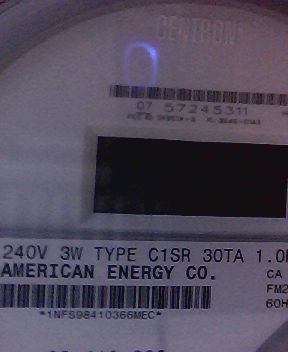 CENTRON
07 57245311
240V 3W TYPE C1SR 30TA 1.0
AMERICAN ENERGY CO.
CA
FM2
60H
*1NFS98410366MEC*